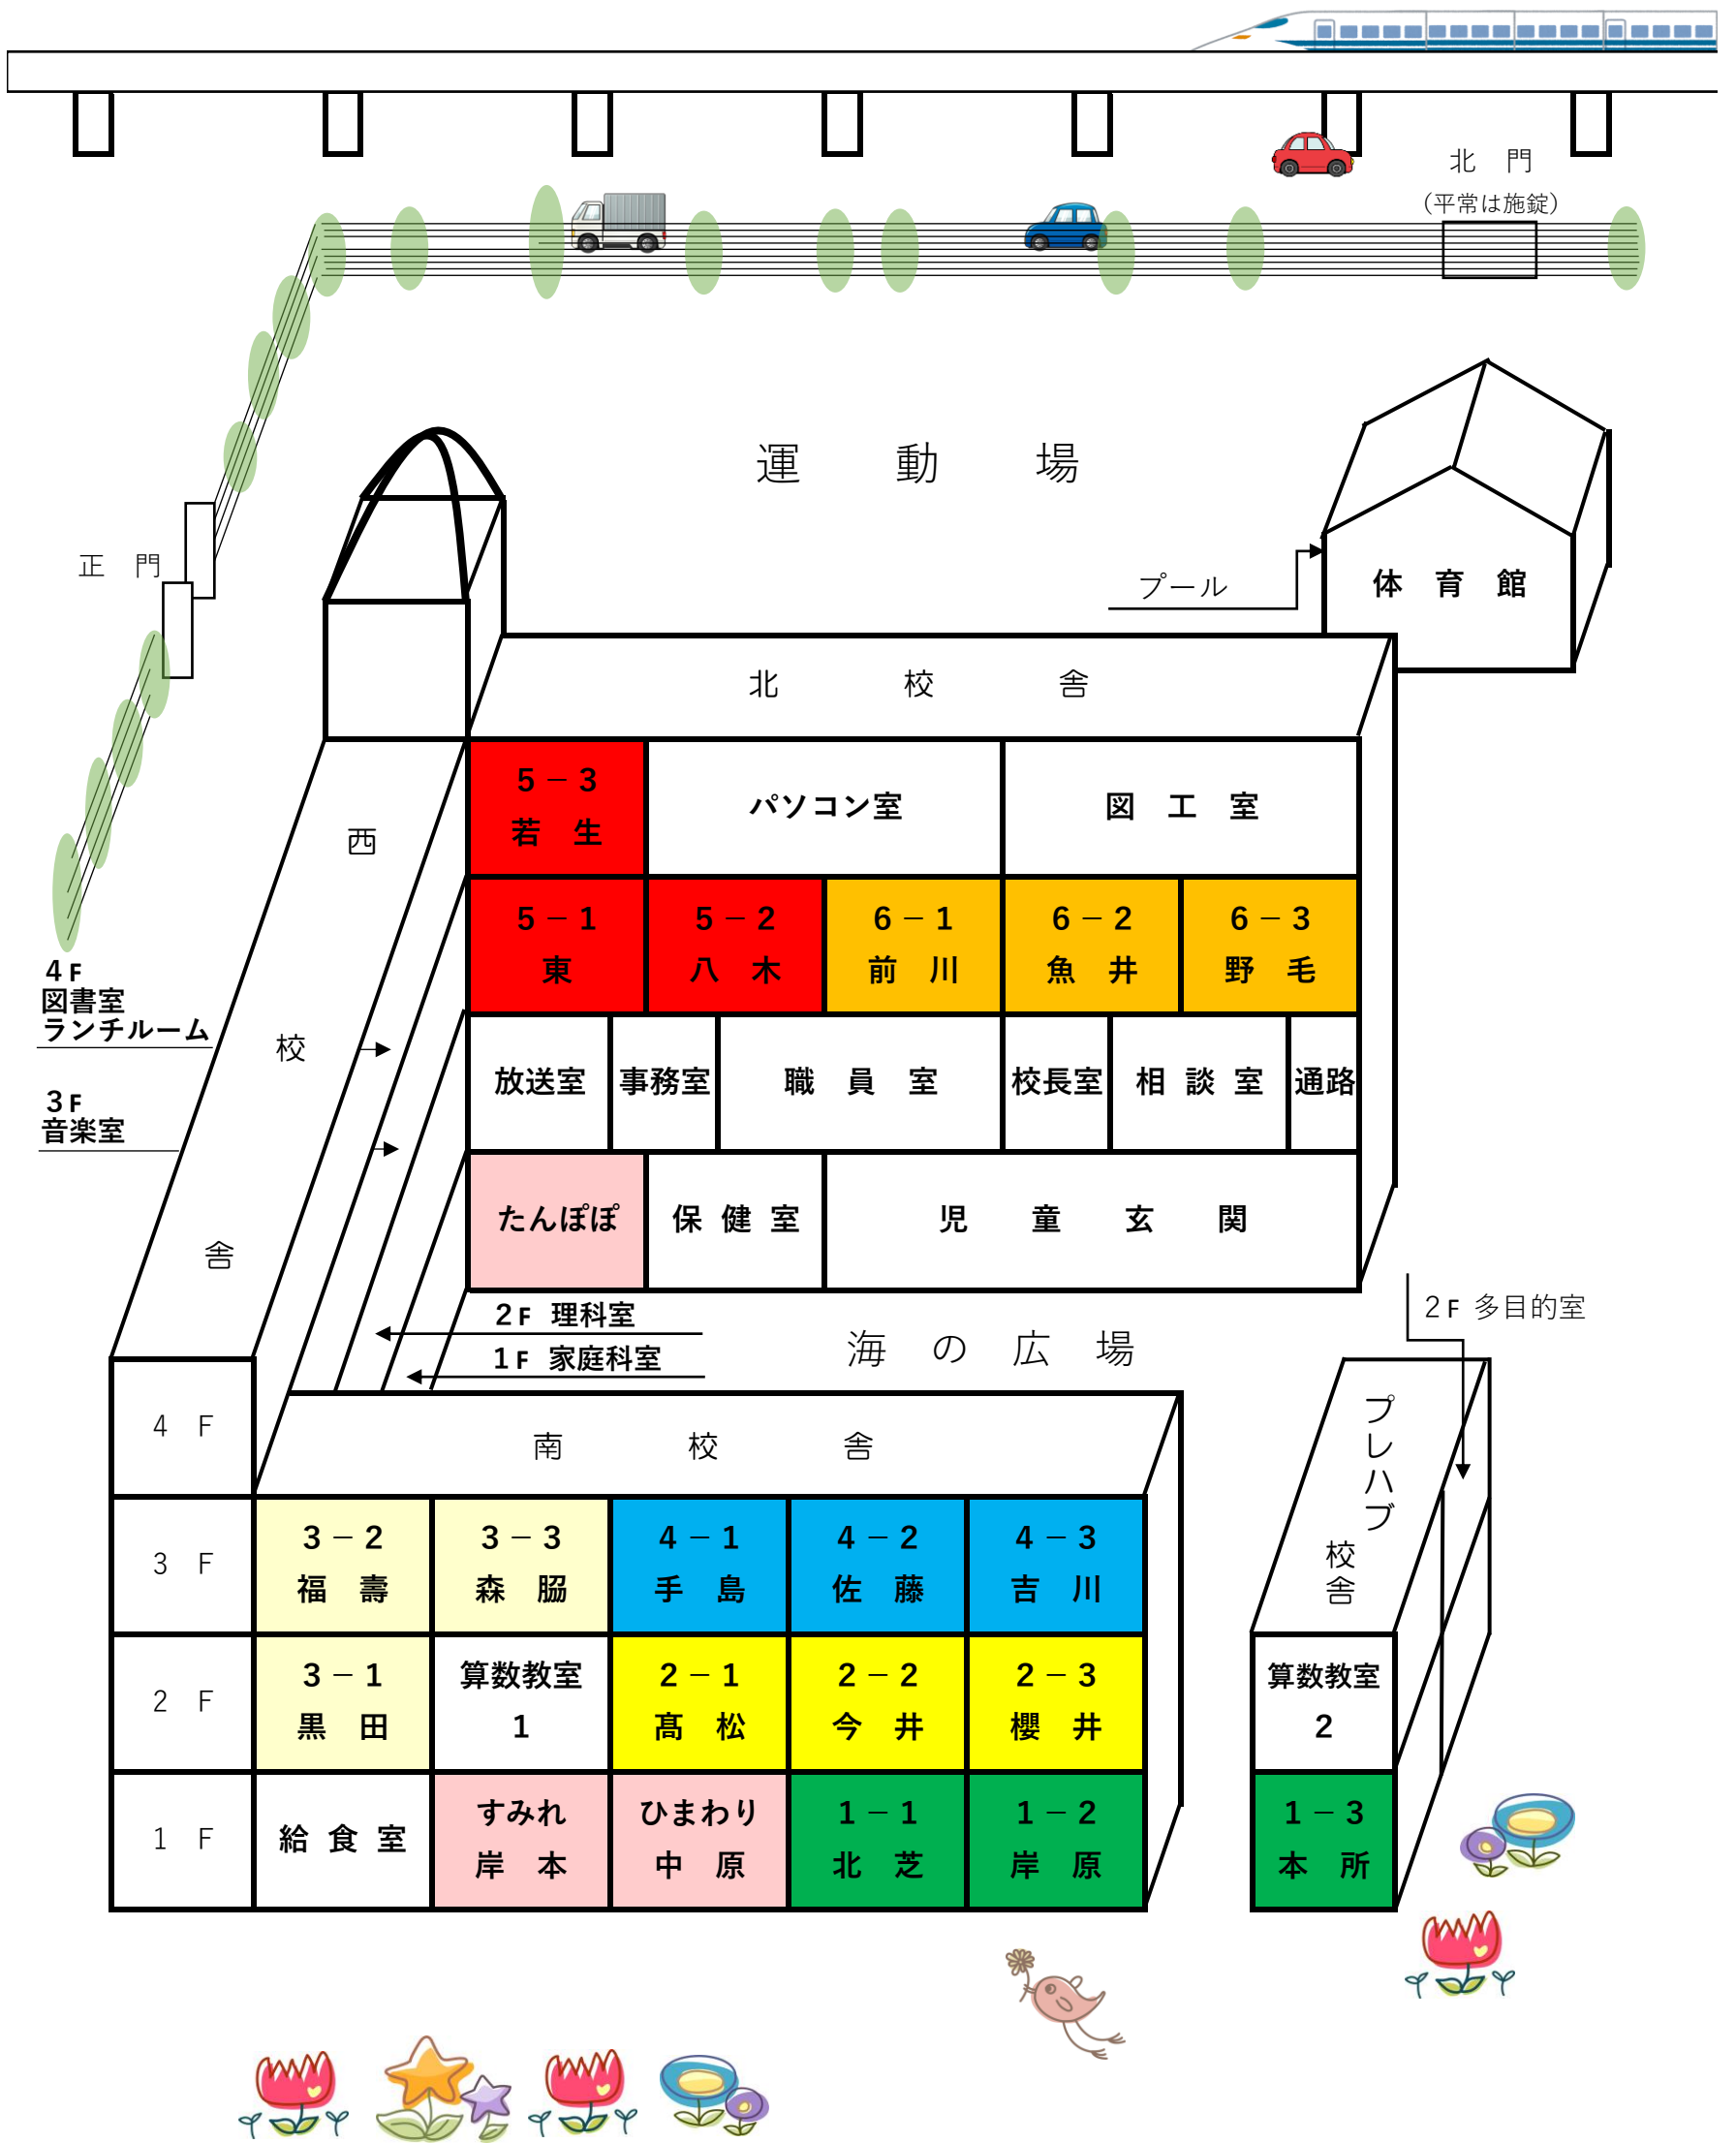 北 門
(平常は施錠)
運 動 場
正 門
プール
体 育 館
北 校 舎
西 校 舎
5－3
若 生
パソコン室
図 工 室
5－1
東
5－2
八 木
6－1
前 川
6－2
魚 井
6－3
野 毛
4F
図書室
ランチルーム
3F
音楽室
放送室
事務室
職 員 室
校長室
相 談 室
通路
たんぽぽ
保 健 室
児 童 玄 関
2F 理科室
1F 家庭科室
海 の 広 場
2F 多目的室
プレハブ校舎
南 校 舎
4 F
3 F
3－2
福 壽
3－3
森 脇
4－1
手 島
4－2
佐 藤
4－3
吉 川
2 F
3－1
黒 田
算数教室
1
2－1
髙 松
2－2
今 井
2－3
櫻 井
算数教室
2
1 F
給 食 室
すみれ
岸 本
ひまわり
中 原
1－1
北 芝
1－2
岸 原
1－3
本 所